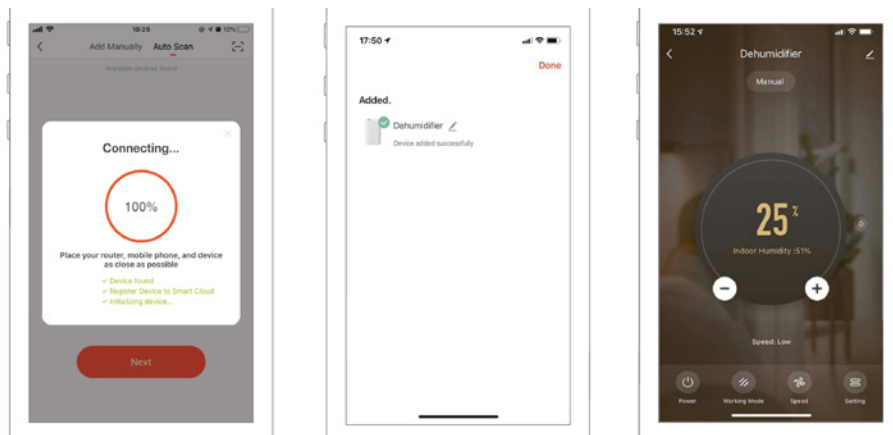 19:26
10%
Add Manually Auto Scan
Available devices found
Connecting...
100%
Place your router, mobile phone, and device
as close as possible
✓ Device found
✓ Register Device to Smart Cloud
✓ Initializing device...
Next
17:50
Done
Added.
Dehumidifier
Device added successfully
15:52
Dehumidifier
Manual
25%
Indoor Humidity :51%
Speed: Low
Power Working Mode Speed Setting